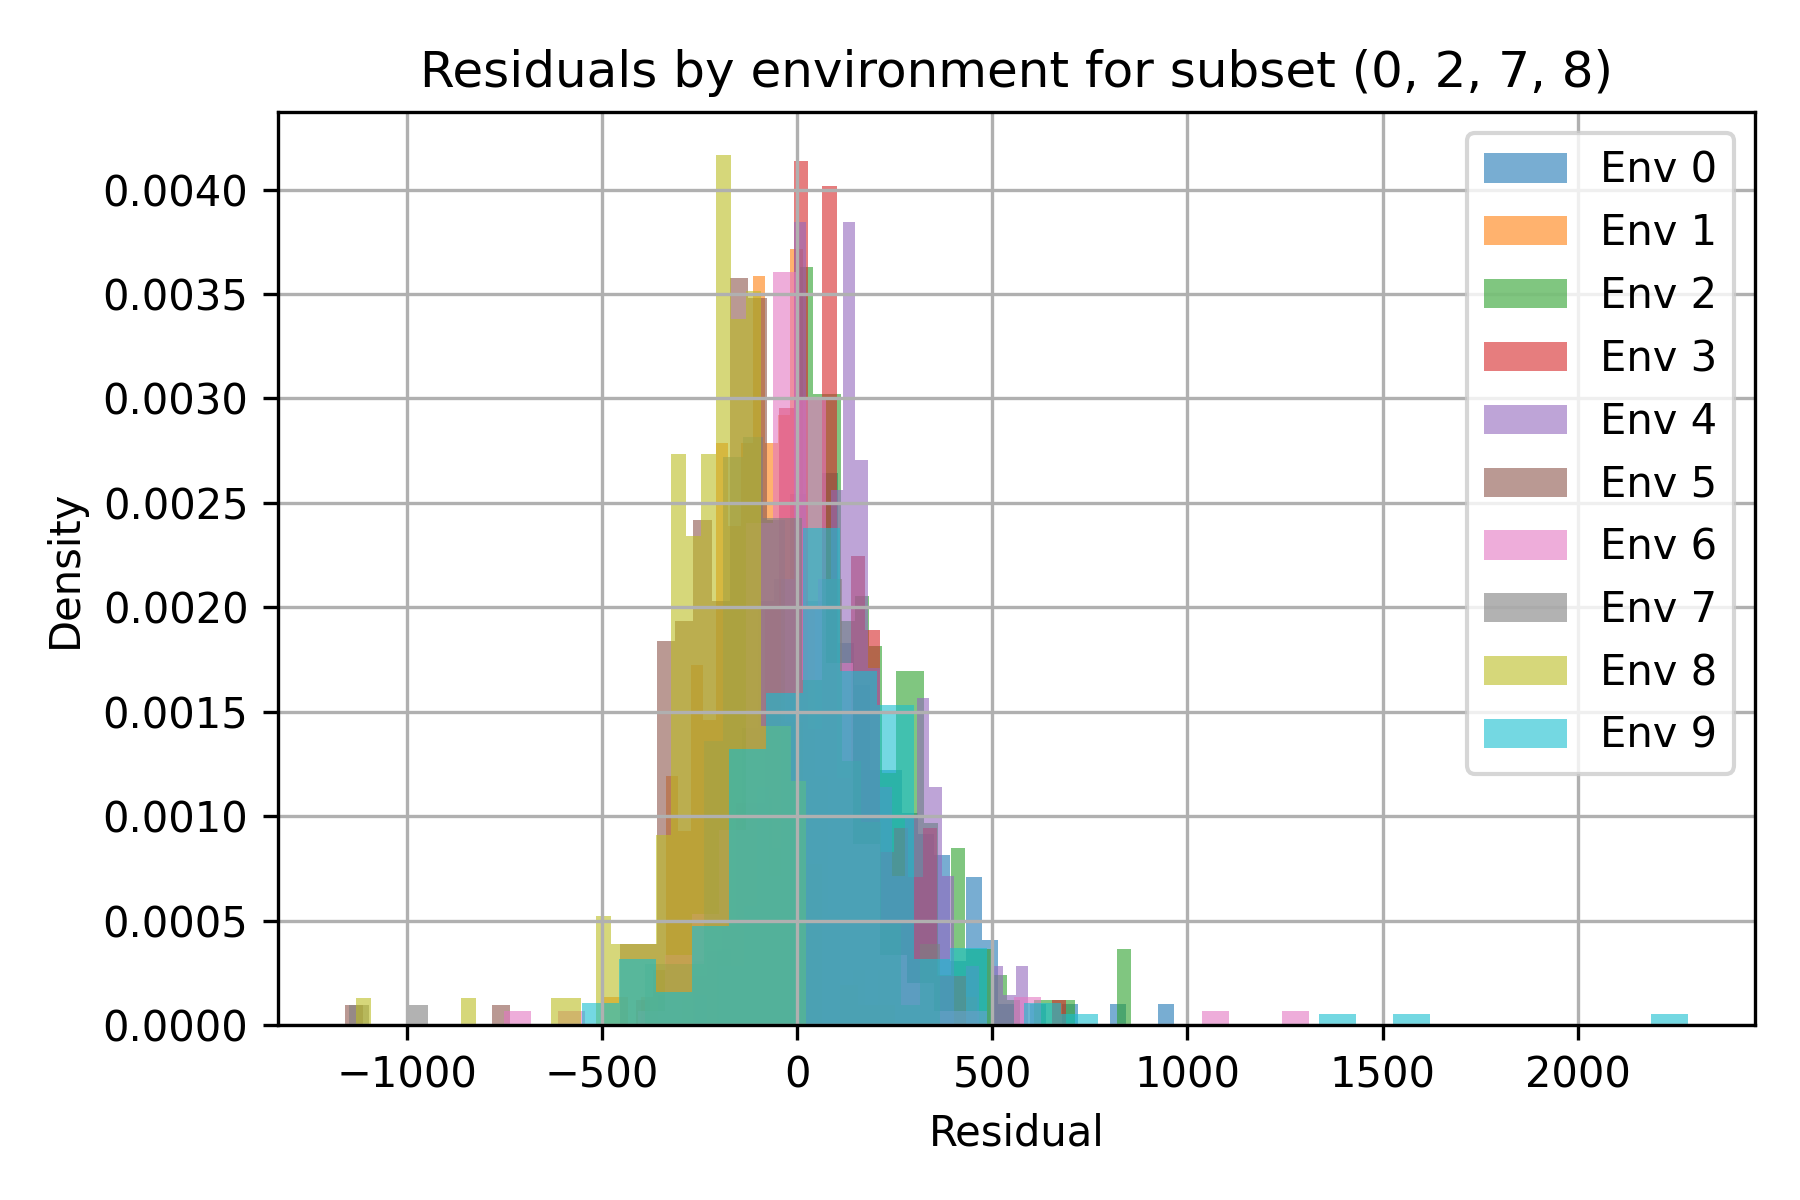 Residuals by environment for subset (0, 2, 7, 8)
0.0040
0.0035
0.0030
0.0025
0.0020
0.0015
0.0010
0.0005
0.0000
Density
−1000
−500
0
500
1000
1500
2000
Residual
Env 0
Env 1
Env 2
Env 3
Env 4
Env 5
Env 6
Env 7
Env 8
Env 9